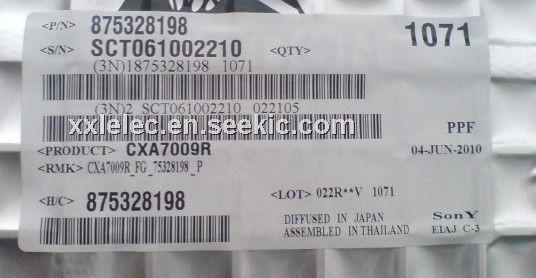 <P/N> 875328198
<S/N> SCT061002210 <QTY> 1071
(3N)1875328198 1071
(3N)2 SCT061002210 022105
xxlelec.en.seekic.com
PPF
<PRODUCT> CXA7009R 04-JUN-2010
<RMK> CXA7009R_FG_75328198_P
<H/C> 875328198 <LOT> 022R**V 1071
DIFFUSED IN JAPAN SONY
ASSEMBLED IN THAILAND EIAJ C-3